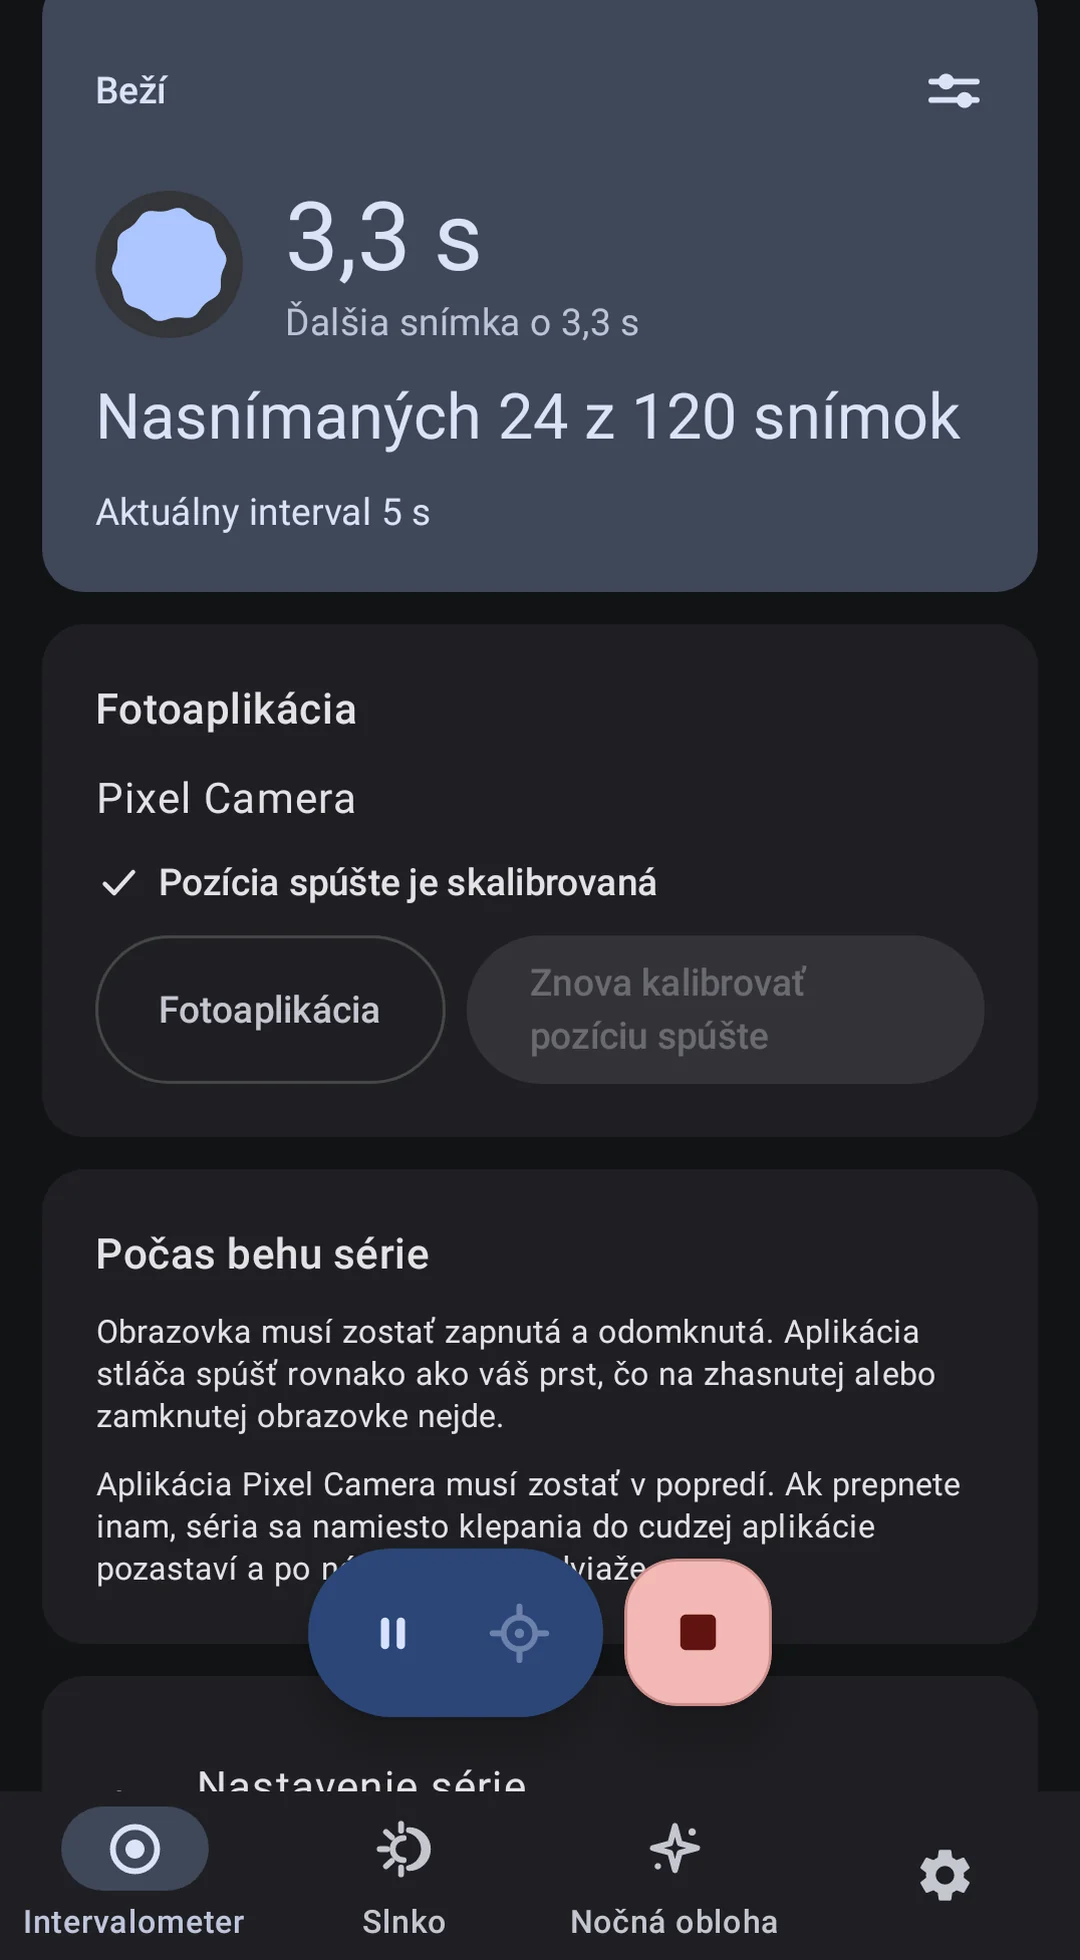 Beží
3,3 s
Ďalšia snímka o 3,3 s
Nasnímaných 24 z 120 snímok
Aktuálny interval 5 s
Fotoaplikácia
Pixel Camera
Pozícia spúšte je skalibrovaná
Fotoaplikácia
Znova kalibrovať
pozíciu spúšte
Počas behu série
Obrazovka musí zostať zapnutá a odomknutá. Aplikácia
stláča spúšť rovnako ako váš prst, čo na zhasnutej alebo
zamknutej obrazovke nejde.
Aplikácia Pixel Camera musí zostať v popredí. Ak prepnete
inam, séria sa namiesto klepania do cudzej aplikácie
pozastaví a po
Nastavenie série
Intervalometer
Slnko
Nočná obloha